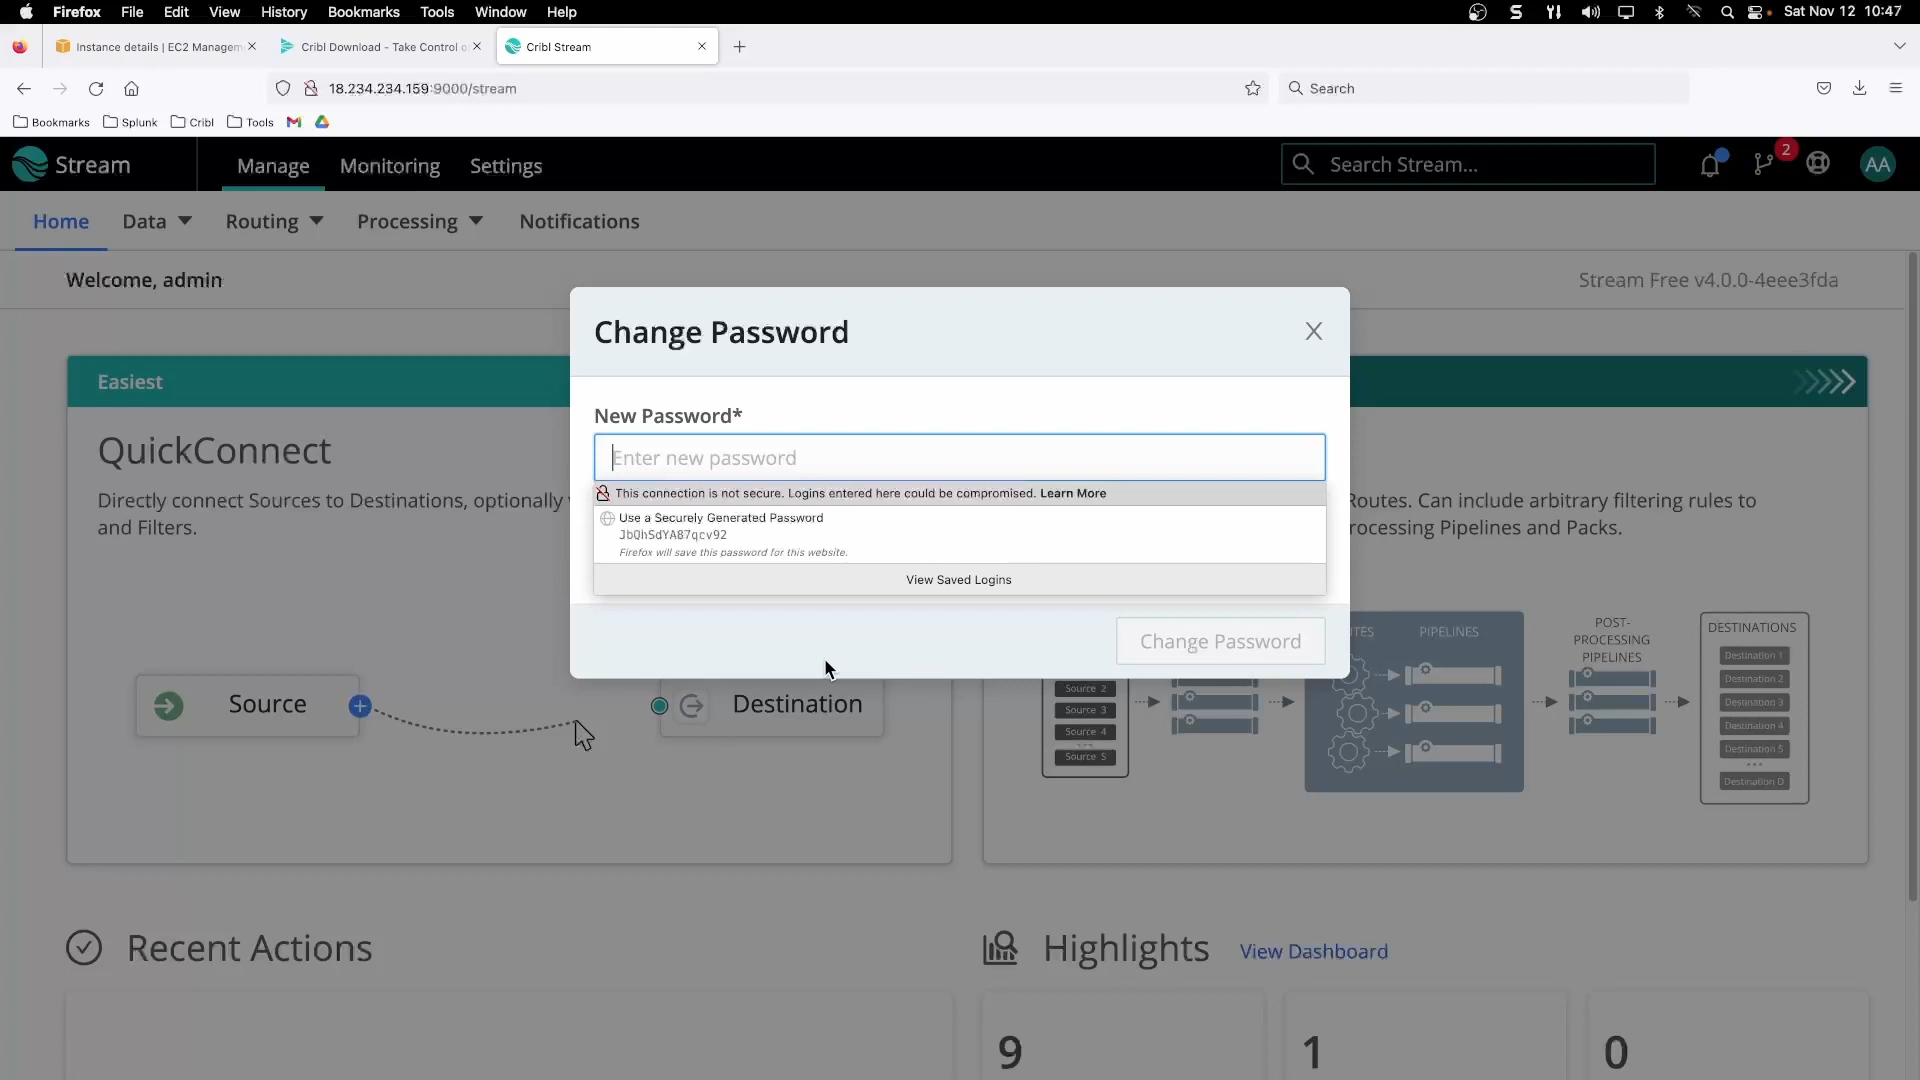 Firefox File Edit View History Bookmarks Tools Window Help Sat Nov 12 10:47
Instance details | EC2 Managem
Cribl Download - Take Control o
Cribl Stream
18.234.234.159:9000/stream
Search
Bookmarks Splunk Cribl Tools
Stream Manage Monitoring Settings Search Stream... 2 AA
Home Data Routing Processing Notifications
Welcome, admin Stream Free v4.0.0-4eee3fda
Change Password
Easiest
New Password*
QuickConnect
Enter new password
Directly connect Sources to Destinations, optionally
and Filters.
This connection is not secure. Logins entered here could be compromised. Learn More
Use a Securely Generated Password
JbQhSdYA87qcv92
Firefox will save this password for this website.
View Saved Logins
Routes. Can include arbitrary filtering rules to
rocessing Pipelines and Packs.
Change Password
Source
Destination
Source 2
Source 3
Source 4
Source S
TES
PIPELINES
POST-
PROCESSING
PIPELINES
DESTINATIONS
Destination 1
Destination 2
Destination 3
Destination 4
Destination 5
Destination D
Recent Actions
Highlights View Dashboard
9 1 0